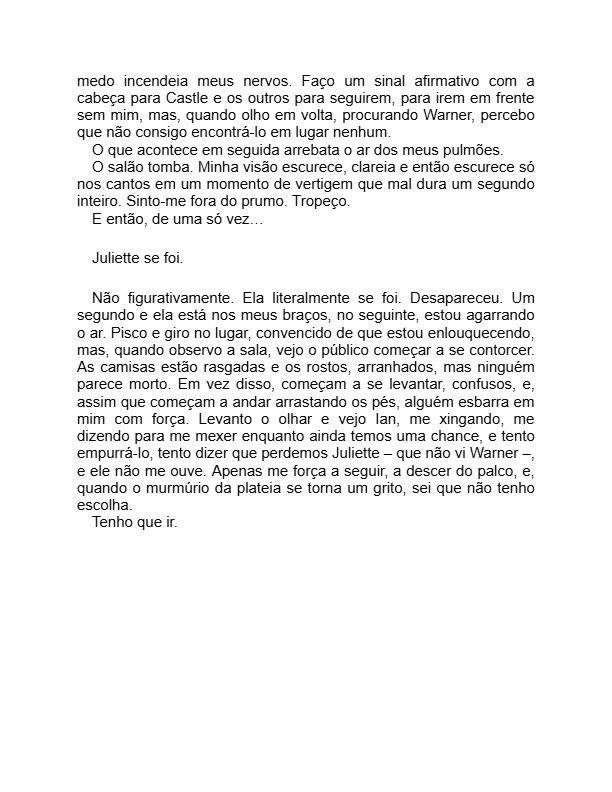 medo incendeia meus nervos. Faço um sinal afirmativo com a
cabeça para Castle e os outros para seguirem, para irem em frente
sem mim, mas, quando olho em volta, procurando Warner, percebo
que não consigo encontrá-lo em lugar nenhum.
O que acontece em seguida arrebata o ar dos meus pulmões.
O salão tomba. Minha visão escurece, clareia e então escurece só
nos cantos em um momento de vertigem que mal dura um segundo
inteiro. Sinto-me fora do prumo. Tropeço.
E então, de uma só vez…
Juliette se foi.
Não figurativamente. Ela literalmente se foi. Desapareceu. Um
segundo e ela está nos meus braços, no seguinte, estou agarrando
o ar. Pisco e giro no lugar, convencido de que estou enlouquecendo,
mas, quando observo a sala, vejo o público começar a se contorcer.
As camisas estão rasgadas e os rostos, arranhados, mas ninguém
parece morto. Em vez disso, começam a se levantar, confusos, e,
assim que começam a andar arrastando os pés, alguém esbarra em
mim com força. Levanto o olhar e vejo Ian, me xingando, me
dizendo para me mexer enquanto ainda temos uma chance, e tento
empurrá-lo, tento dizer que perdemos Juliette – que não vi Warner –,
e ele não me ouve. Apenas me força a seguir, a descer do palco, e,
quando o murmúrio da plateia se torna um grito, sei que não tenho
escolha.
Tenho que ir.